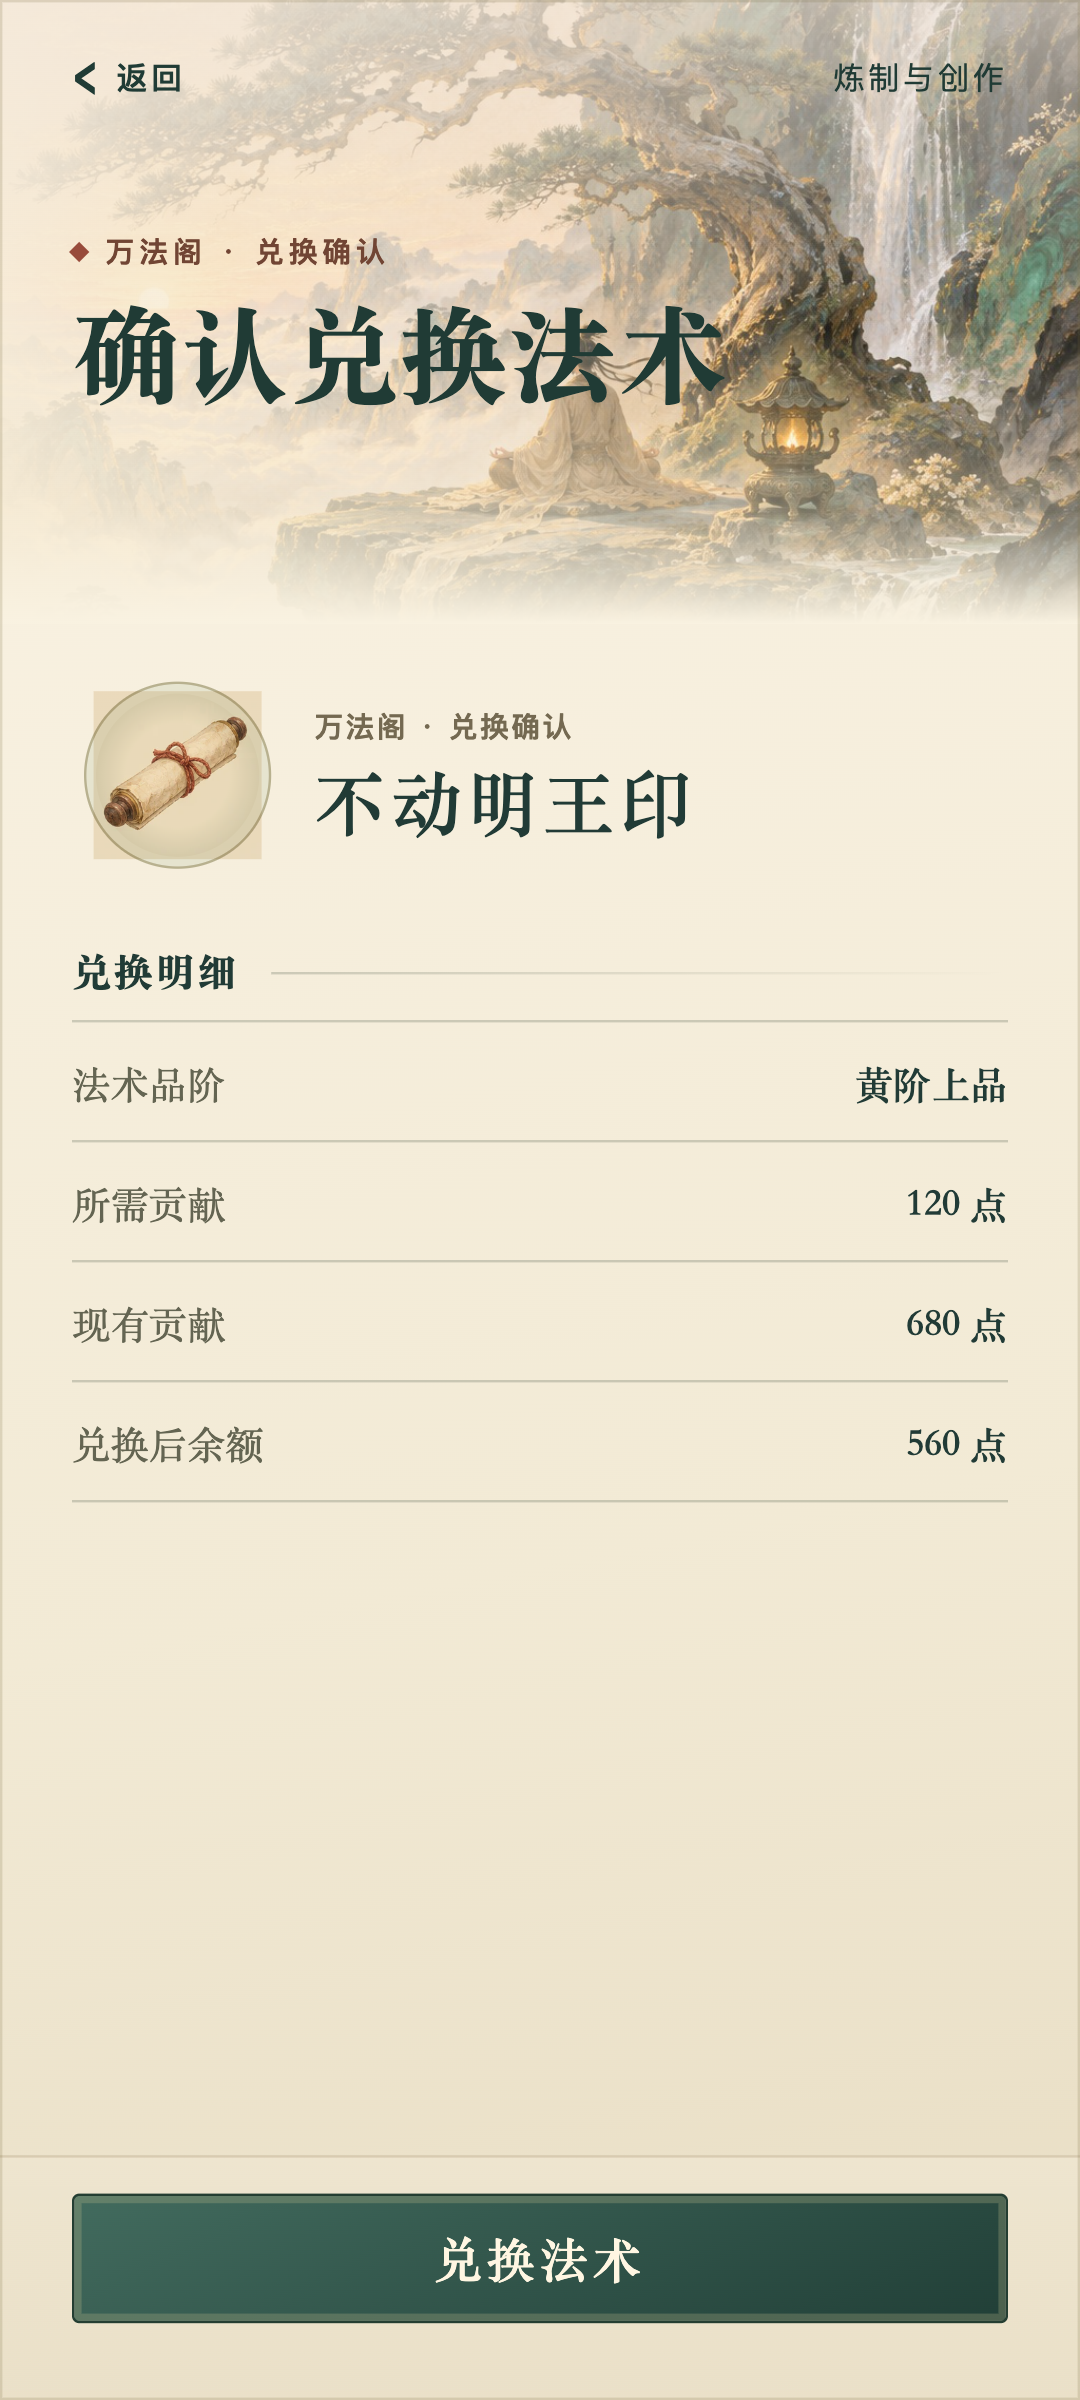 返回
炼制与创作
万法阁 · 兑换确认
确认兑换法术
万法阁 · 兑换确认
不动明王印
兑换明细
法术品阶 黄阶上品
所需贡献 120 点
现有贡献 680 点
兑换后余额 560 点
兑换法术